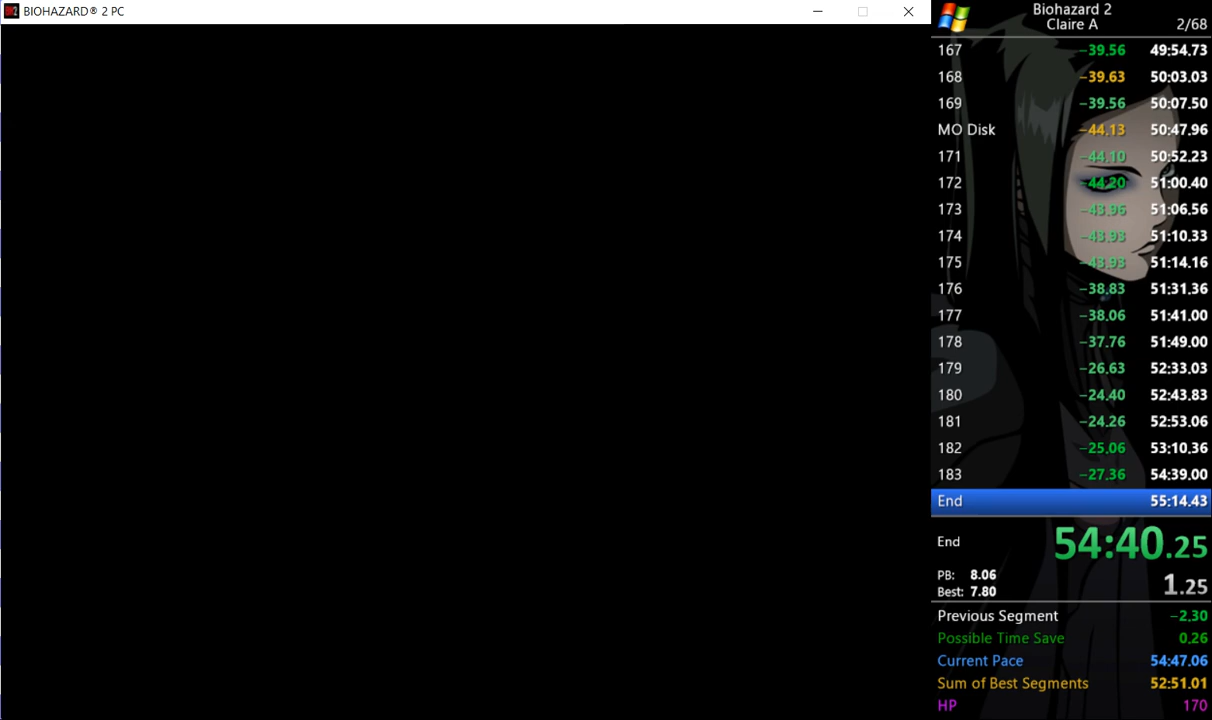 BIOHAZARD® 2 PC
Biohazard 2
Claire A 2/68
167 -39.56 49:54.73
168 -39.63 50:03.03
169 -39.56 50:07.50
MO Disk -44.13 50:47.96
171 -44.10 50:52.23
172 -44.20 51:00.40
173 -43.96 51:06.56
174 -43.93 51:10.33
175 -43.93 51:14.16
176 -38.83 51:31.36
177 -38.06 51:41.00
178 -37.76 51:49.00
179 -26.63 52:33.03
180 -24.40 52:43.83
181 -24.26 52:53.06
182 -25.06 53:10.36
183 -27.36 54:39.00
End 55:14.43
End 54:40.25
PB: 8.06
Best: 7.80 1.25
Previous Segment -2.30
Possible Time Save 0.26
Current Pace 54:47.06
Sum of Best Segments 52:51.01
HP 170